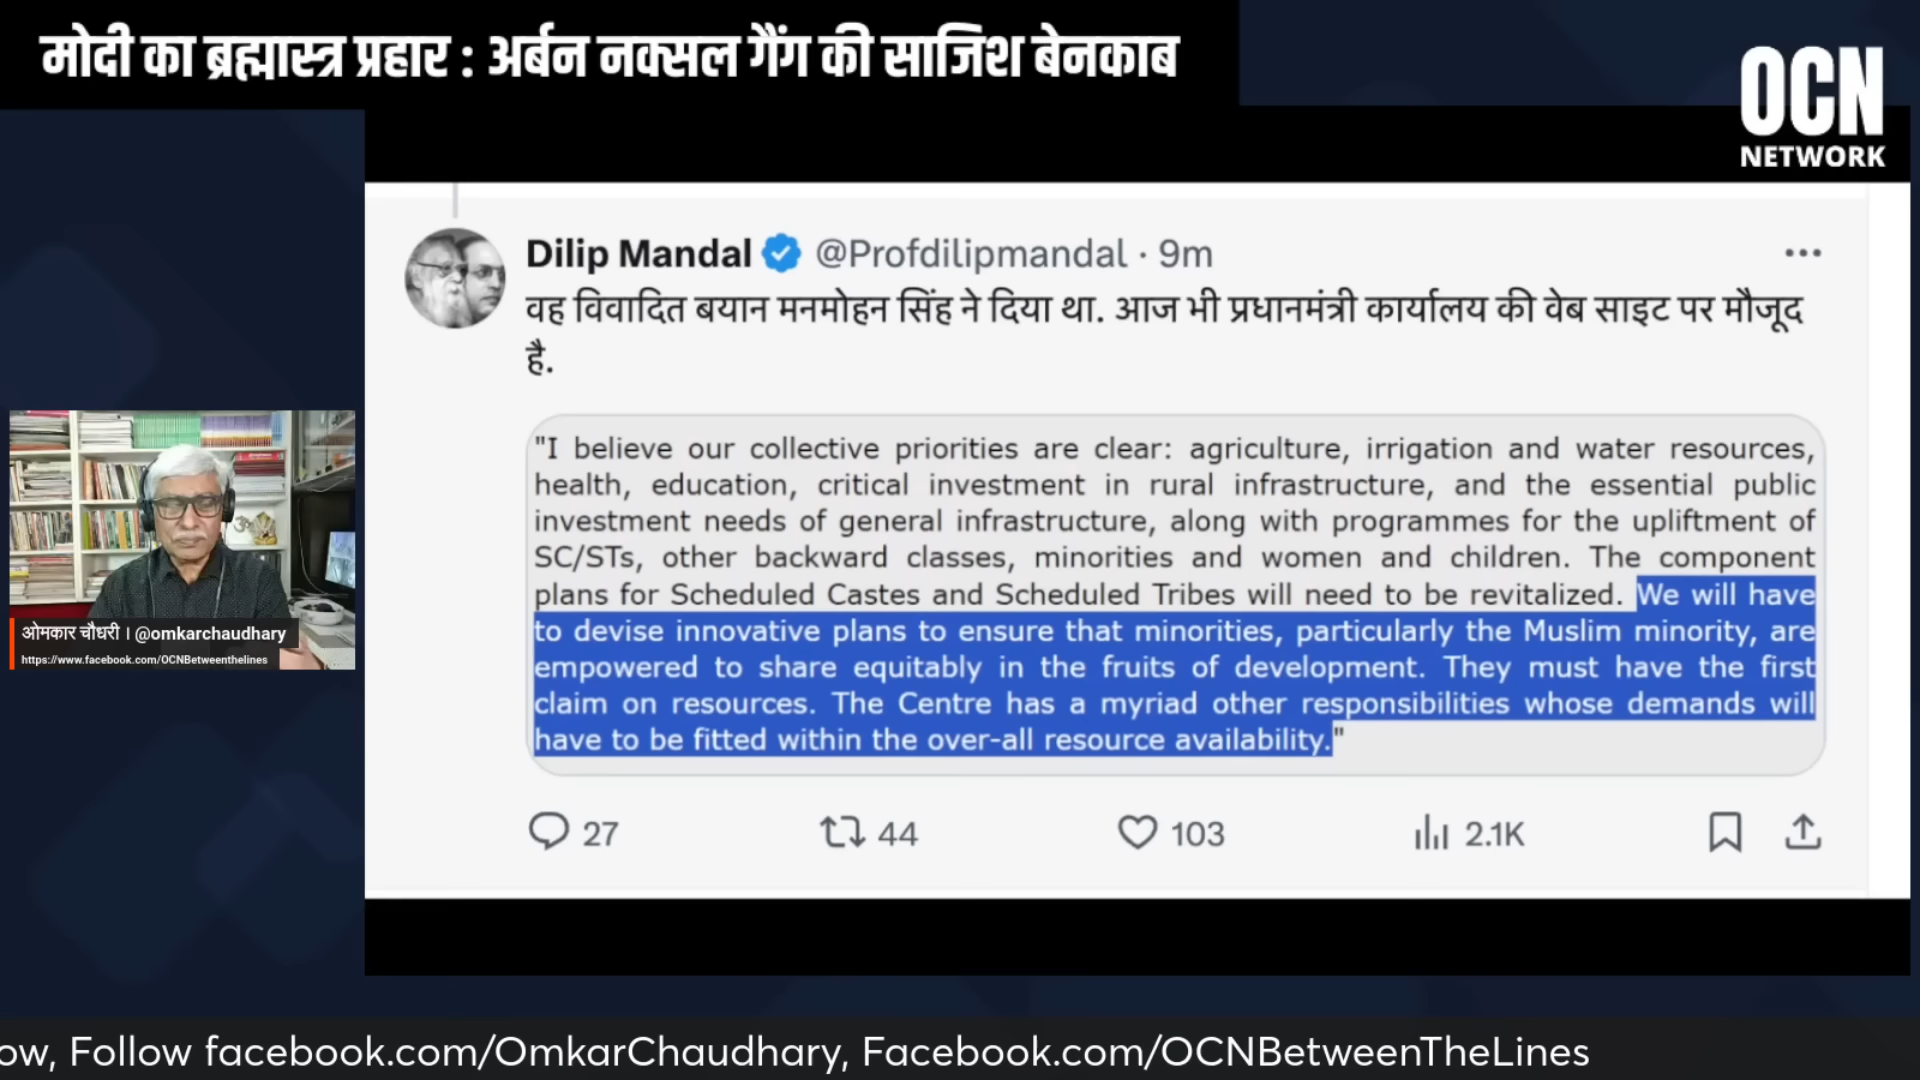 मोदी का ब्रह्मास्त्र प्रहार : अर्बन नक्सल गैंग की साजिश बेनकाब
OCN
NETWORK
Dilip Mandal @Profdilipmandal · 9m
वह विवादित बयान मनमोहन सिंह ने दिया था. आज भी प्रधानमंत्री कार्यालय की वेब साइट पर मौजूद
है.
"I believe our collective priorities are clear: agriculture, irrigation and water resources,
health, education, critical investment in rural infrastructure, and the essential public
investment needs of general infrastructure, along with programmes for the upliftment of
SC/STs, other backward classes, minorities and women and children. The component
plans for Scheduled Castes and Scheduled Tribes will need to be revitalized. We will have
to devise innovative plans to ensure that minorities, particularly the Muslim minority, are
empowered to share equitably in the fruits of development. They must have the first
claim on resources. The Centre has a myriad other responsibilities whose demands will
have to be fitted within the over-all resource availability."
27 44 103 2.1K
ओमकार चौधरी । @omkarchaudhary
https://www.facebook.com/OCNBetweenthelines
ow, Follow facebook.com/OmkarChaudhary, Facebook.com/OCNBetweenTheLines